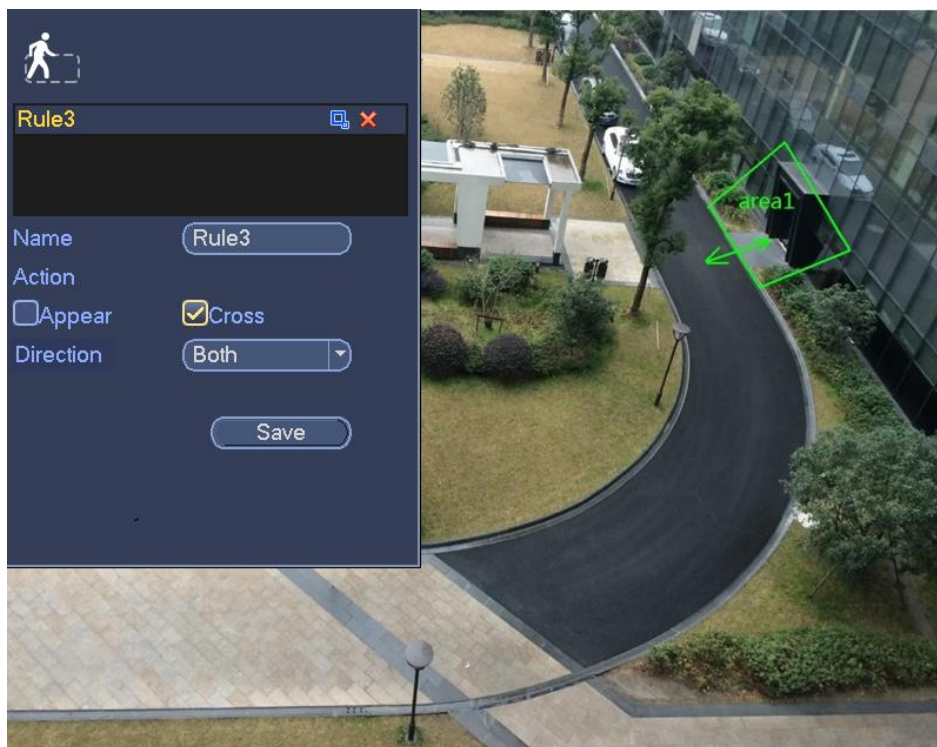 Rule3
Name Rule3
Action
Appear Cross
Direction Both
Save
area1